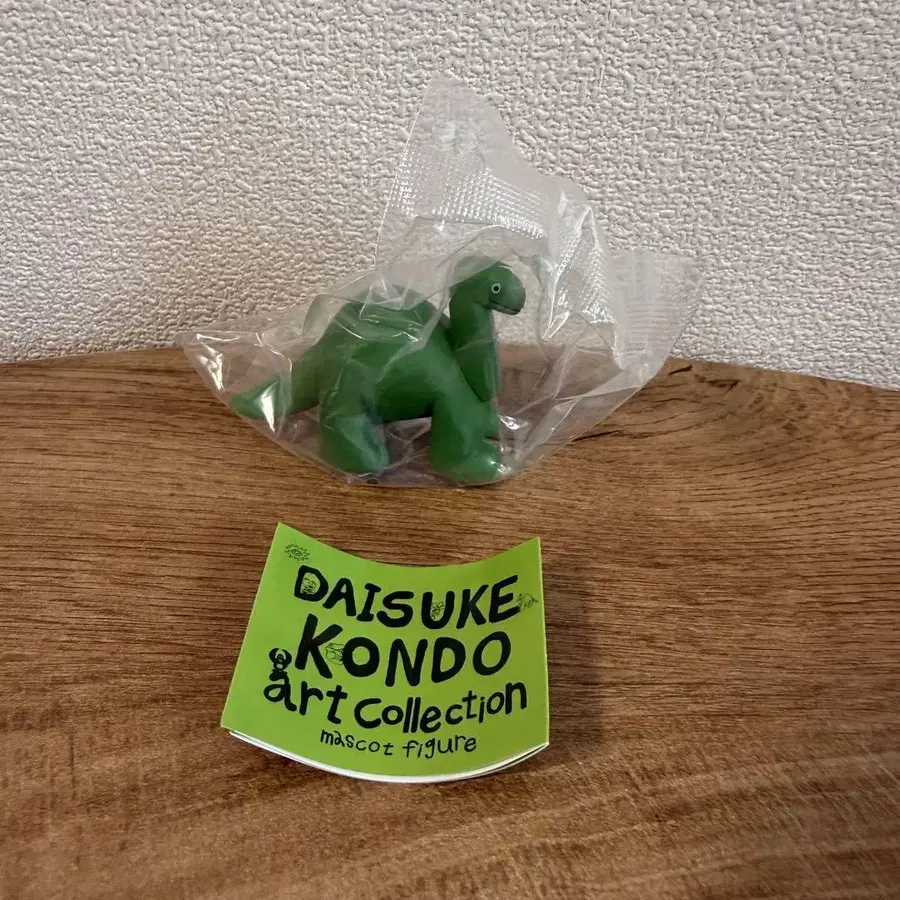 DAISUKE
KONDO
art collection
mascot figure